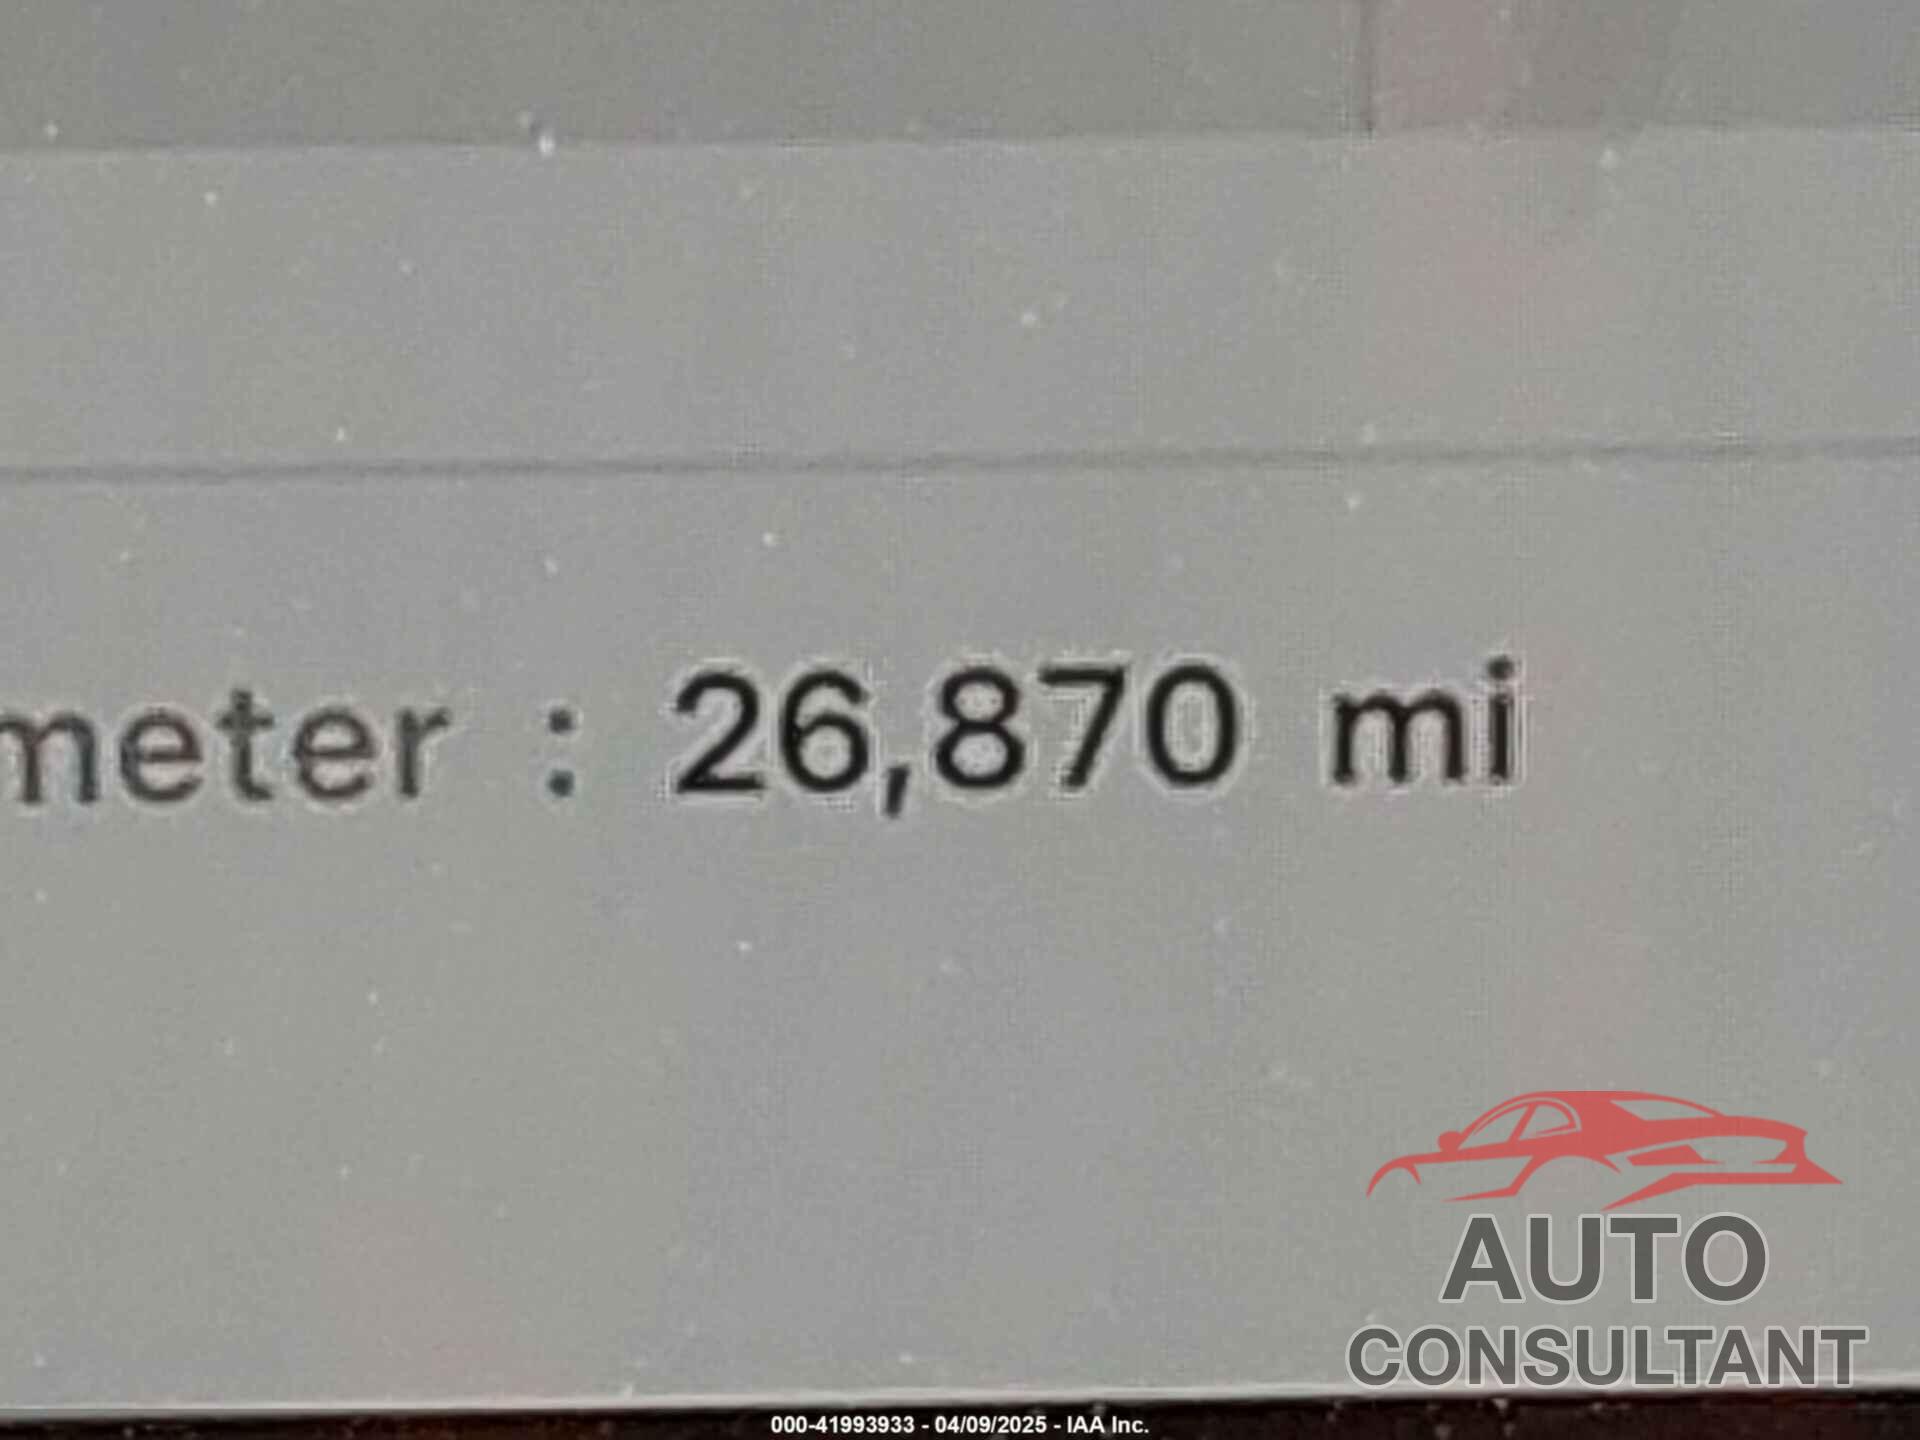 meter : 26,870 mi
AUTO
CONSULTANT
000-41993933 - 04/09/2025 - IAA Inc.